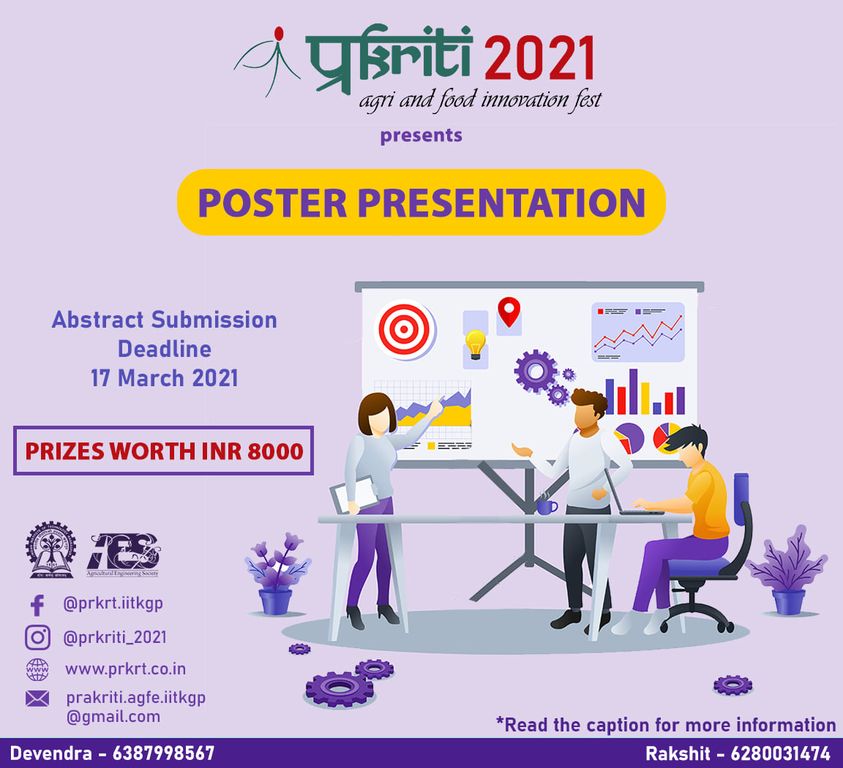 प्रkriti 2021
agri and food innovation fest
presents
POSTER PRESENTATION
Abstract Submission
Deadline
17 March 2021
PRIZES WORTH INR 8000
AES
Agricultural Engineering Society
@prkrt.iitkgp
@prkriti_2021
www.prkrt.co.in
prakriti.agfe.iitkgp
@gmail.com
*Read the caption for more information
Devendra - 6387998567
Rakshit - 6280031474